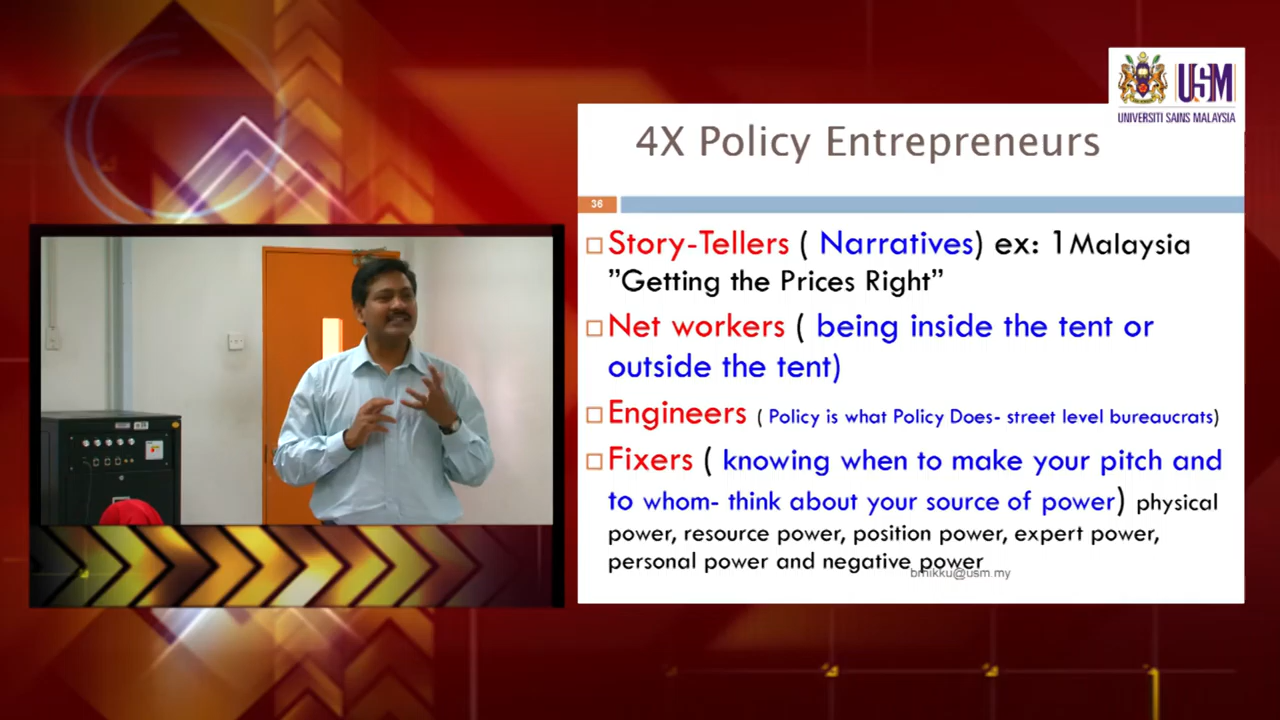 USM
UNIVERSITI SAINS MALAYSIA
4X Policy Entrepreneurs
36
Story-Tellers ( Narratives) ex: 1Malaysia
”Getting the Prices Right”
Net workers ( being inside the tent or
outside the tent)
Engineers ( Policy is what Policy Does- street level bureaucrats)
Fixers ( knowing when to make your pitch and
to whom- think about your source of power) physical
power, resource power, position power, expert power,
personal power and negative power
brnikku@usm.my